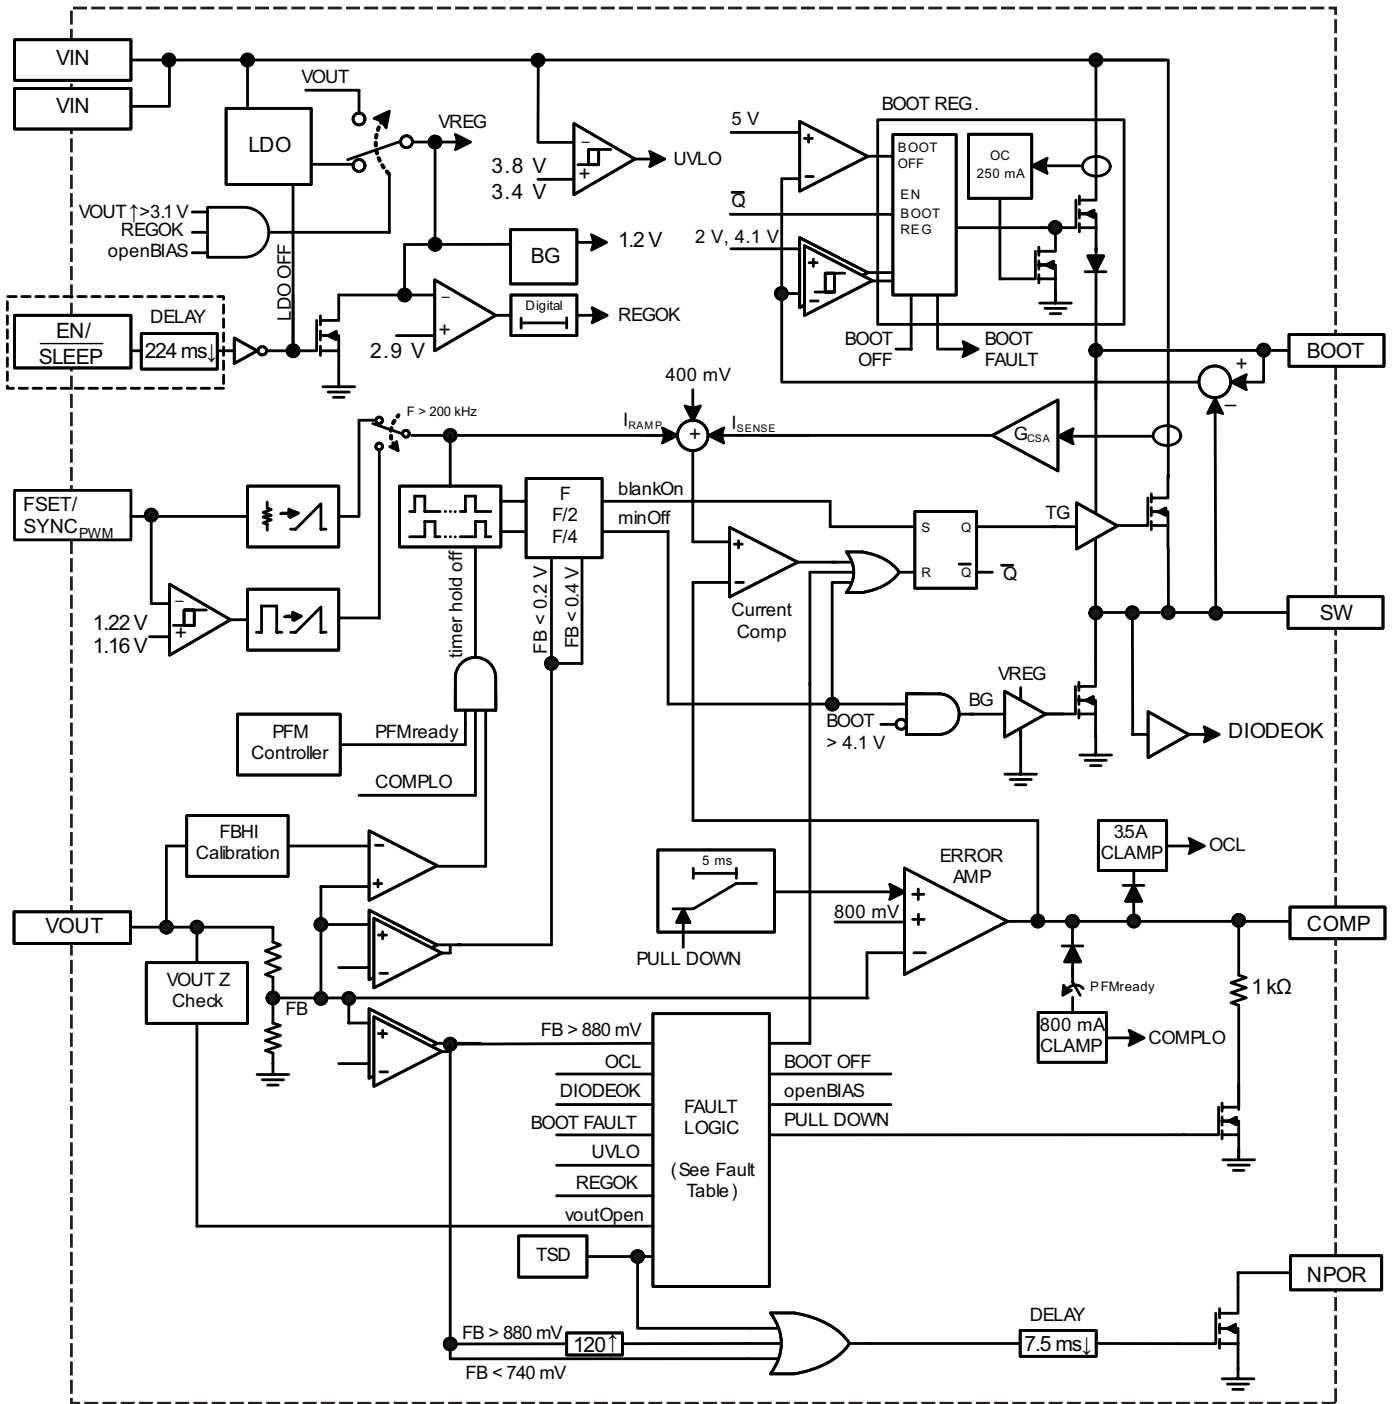 VIN
VIN
VOUT
LDO
VREG
3.8 V
3.4 V
−
+
UVLO
VOUT ↑>3.1 V
REGOK
openBIAS
LDO OFF
BG
1.2 V
−
+
2.9 V
Digital
REGOK
EN/
SLEEP
DELAY
224 ms↓
BOOT REG.
5 V
+
−
Q
2 V, 4.1 V
+
−
BOOT
OFF
EN
BOOT
REG
OC
250 mA
BOOT
OFF
BOOT
FAULT
BOOT
+
−
400 mV
F > 200 kHz
IRAMP
+
ISENSE
GCSA
FSET/
SYNCPWM
1.22 V
1.16 V
−
+
timer hold off
F
F/2
F/4
blankOn
minOff
FB < 0.2 V
FB < 0.4 V
+
−
Current
Comp
S
Q
R
Q
Q
TG
SW
BOOT
> 4.1 V
BG
VREG
DIODEOK
PFM
Controller
PFMready
COMPLO
FBHI
Calibration
−
+
VOUT
VOUT Z
Check
FB
+
−
+
−
5 ms
PULL DOWN
800 mV
ERROR
AMP
+
+
−
3.5A
CLAMP
OCL
COMP
PFMready
800 mA
CLAMP
COMPLO
1 kΩ
FB > 880 mV
OCL
DIODEOK
BOOT FAULT
UVLO
REGOK
voutOpen
TSD
FAULT
LOGIC
(See Fault
Table)
BOOT OFF
openBIAS
PULL DOWN
FB > 880 mV
120↑
FB < 740 mV
DELAY
7.5 ms↓
NPOR